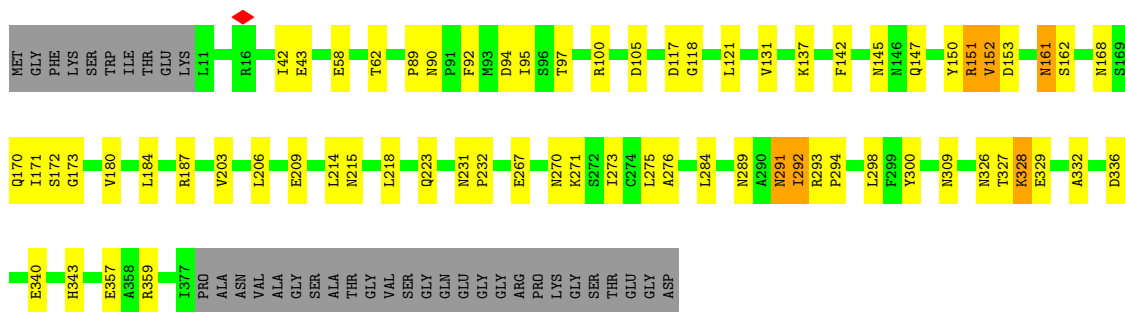 MET GLY PHE LYS SER TRP ILE THR GLU LYS L11 R16 I42 E43 E58 T62 P89 N90 P91 F92 M93 D94 I95 S96 T97 R100 D105 D117 G118 L121 V131 K137 F142 N145 N146 Q147 Y150 R151 V152 D153 N161 S162 N168 S169
Q170 I171 S172 G173 V180 L184 R187 V203 L206 E209 L214 N215 L218 Q223 N231 P232 E267 N270 K271 S272 I273 C274 L275 A276 L284 N289 A290 N291 I292 R293 P294 L298 F299 Y300 N309 N326 T327 K328 E329 A332 D336
E340 H343 E357 A358 R359 I377 PRO ALA ASN VAL ALA GLY SER ALA THR GLY VAL SER GLY GLN GLU GLY GLY ARG PRO LYS GLY SER THR GLU GLY ASP